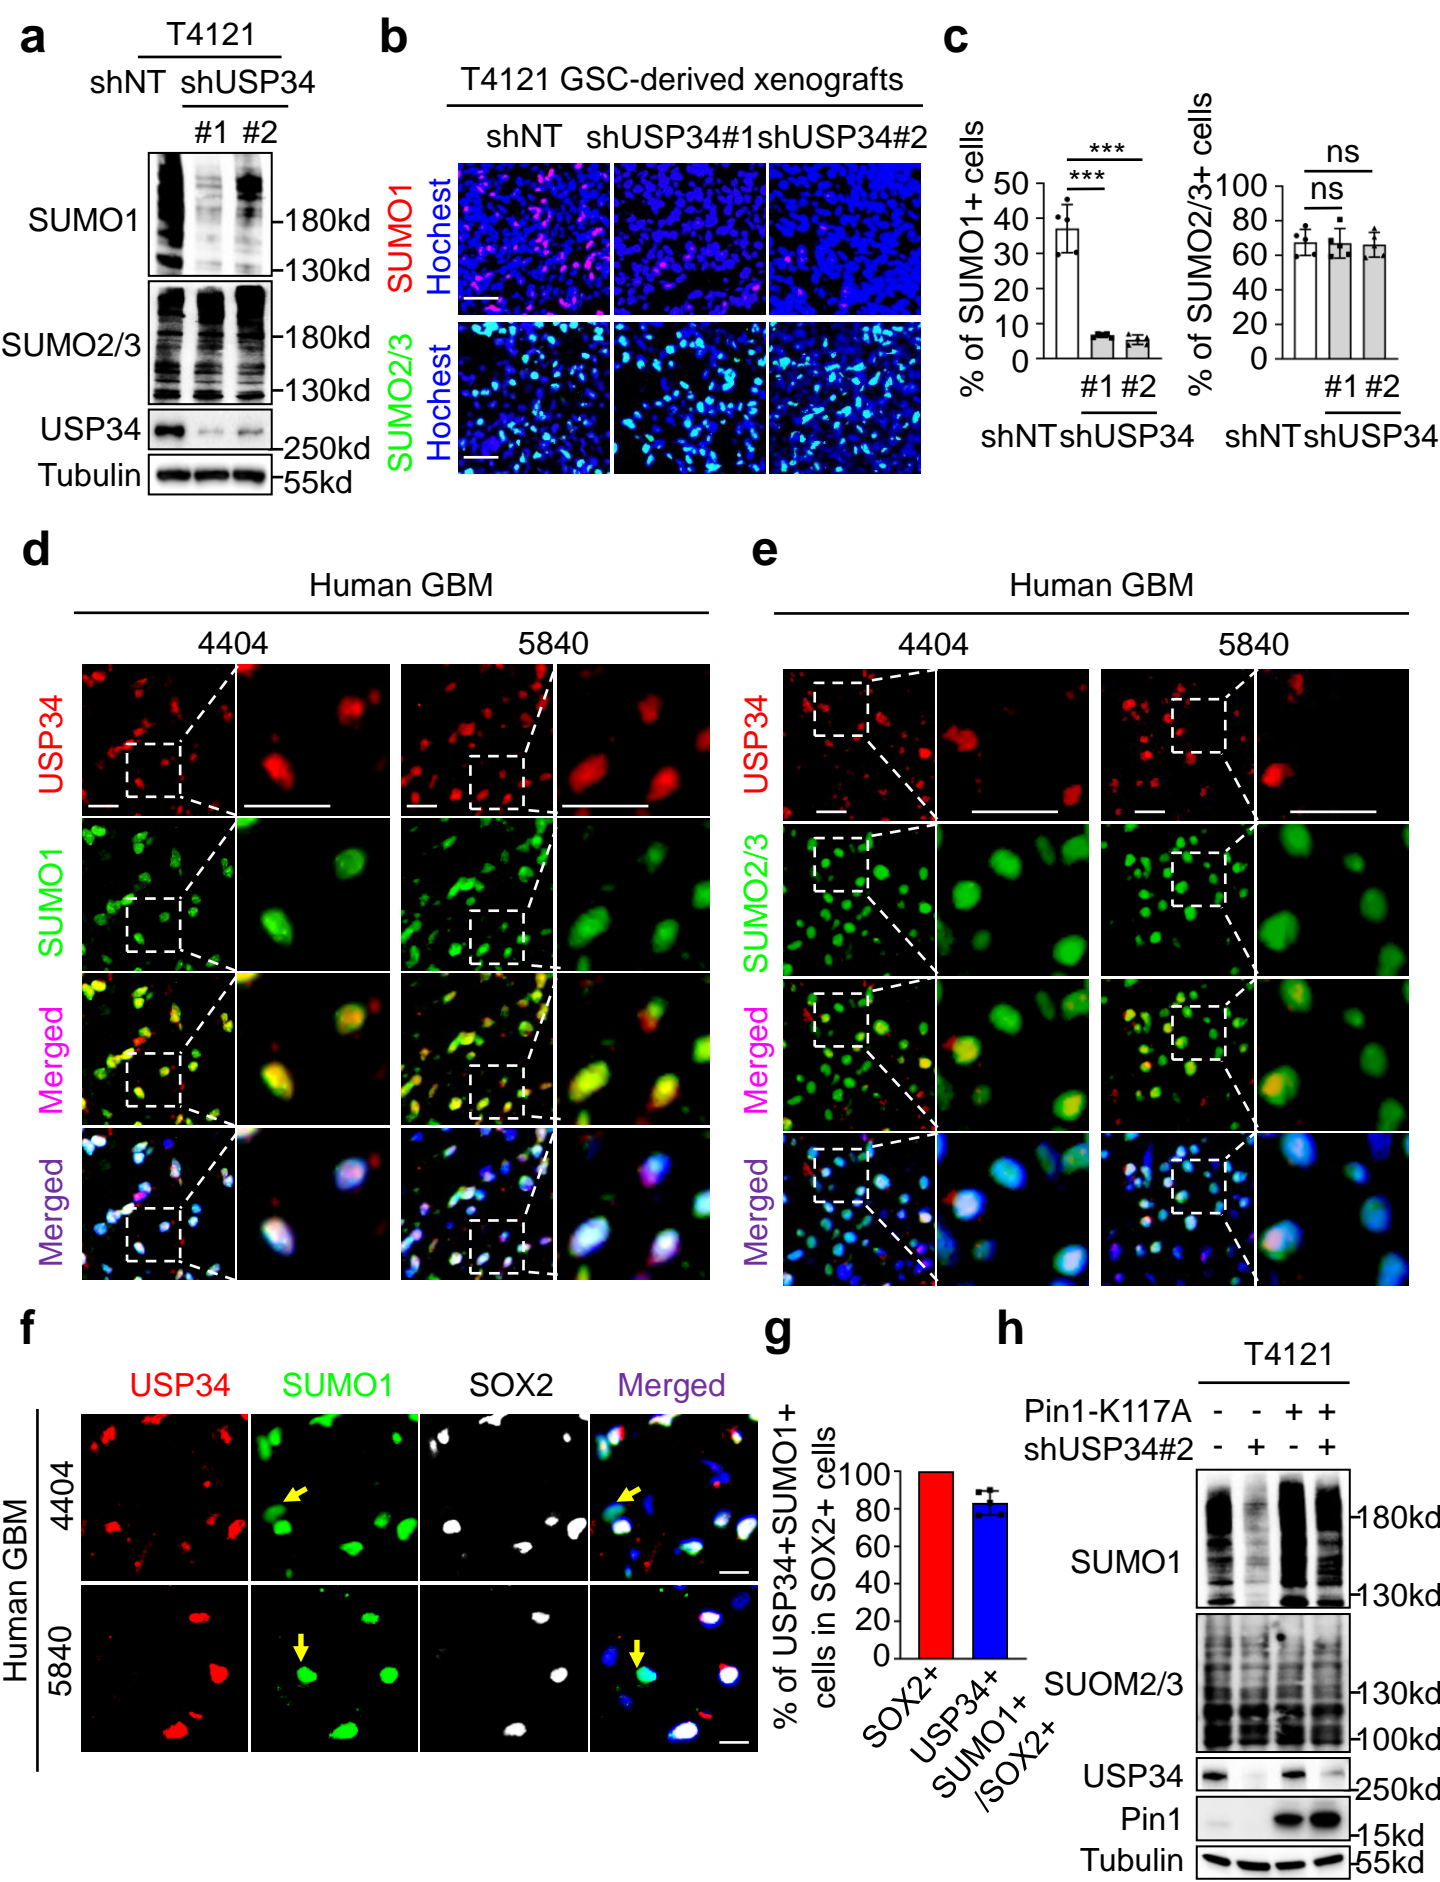 a
T4121
shNT shUSP34
#1 #2
SUMO1
180kd
130kd
SUMO2/3
180kd
130kd
USP34
250kd
Tubulin
55kd
b
T4121 GSC-derived xenografts
shNT shUSP34#1 shUSP34#2
SUMO1
Hochest
SUMO2/3
Hochest
c
% of SUMO1+ cells
***
***
50
40
30
20
10
0
#1 #2
shNT shUSP34
% of SUMO2/3+ cells
ns
ns
100
80
60
40
20
0
#1 #2
shNT shUSP34
d
Human GBM
4404 5840
USP34
SUMO1
Merged
Merged
e
Human GBM
4404 5840
USP34
SUMO2/3
Merged
Merged
f
USP34 SUMO1 SOX2 Merged
Human GBM
4404
5840
g
% of USP34+SUMO1+
cells in SOX2+ cells
100
80
60
40
20
0
SOX2+
USP34+
SUMO1+
/SOX2+
h
T4121
Pin1-K117A - - + +
shUSP34#2 - + - +
SUMO1
180kd
130kd
SUOM2/3
130kd
100kd
USP34
250kd
Pin1
15kd
Tubulin
55kd